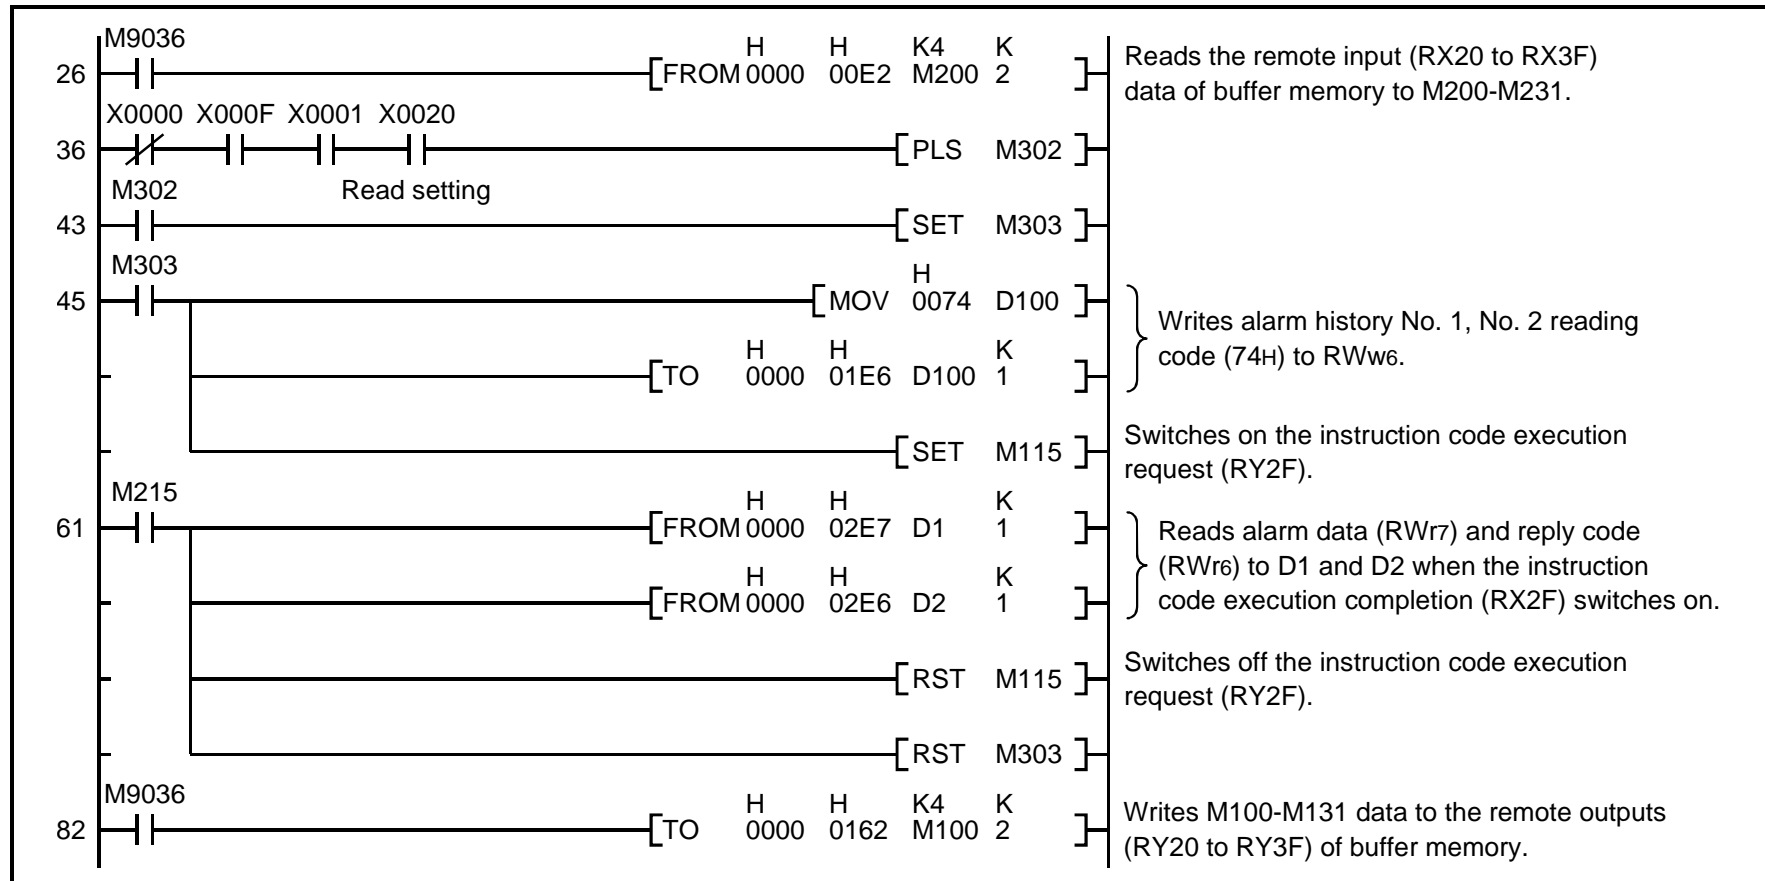 M9036
H H K4 K
26 FROM 0000 00E2 M200 2
Reads the remote input (RX20 to RX3F)
data of buffer memory to M200-M231.
X0000 X000F X0001 X0020
36 PLS M302
M302 Read setting
43 SET M303
M303
H
45 MOV 0074 D100
H H K
TO 0000 01E6 D100 1
Writes alarm history No. 1, No. 2 reading
code (74H) to RWw6.
SET M115
Switches on the instruction code execution
request (RY2F).
M215
H H K
61 FROM 0000 02E7 D1 1
H H K
FROM 0000 02E6 D2 1
Reads alarm data (RWr7) and reply code
(RWr6) to D1 and D2 when the instruction
code execution completion (RX2F) switches on.
RST M115
Switches off the instruction code execution
request (RY2F).
RST M303
M9036
H H K4 K
82 TO 0000 0162 M100 2
Writes M100-M131 data to the remote outputs
(RY20 to RY3F) of buffer memory.